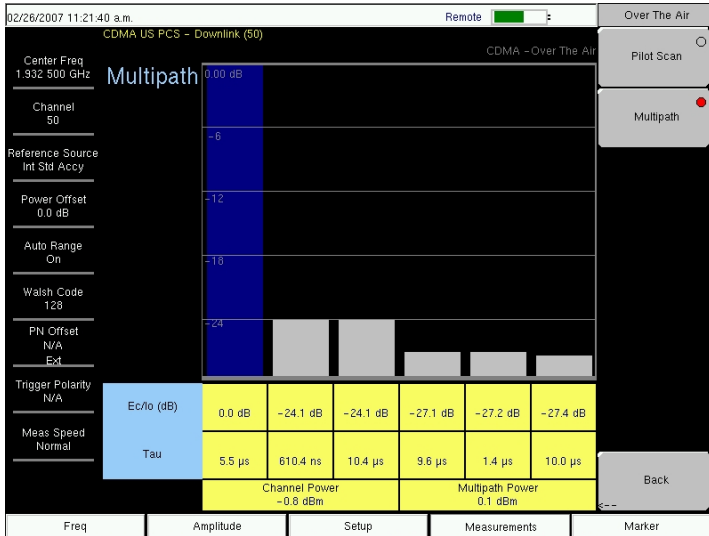 02/26/2007 11:21:40 a.m.
Remote
Over The Air
CDMA US PCS - Downlink (50)
CDMA -Over The Air
Center Freq
1.932 500 GHz
Channel
50
Reference Source
Int Std Accy
Power Offset
0.0 dB
Auto Range
On
Walsh Code
128
PN Offset
N/A
Ext
Trigger Polarity
N/A
Meas Speed
Normal
Multipath
0.00 dB
-6
-12
-18
-24
Ec/Io (dB)
0.0 dB
-24.1 dB
-24.1 dB
-27.1 dB
-27.2 dB
-27.4 dB
Tau
5.5 µs
610.4 ns
10.4 µs
9.6 µs
1.4 µs
10.0 µs
Channel Power
-0.8 dBm
Multipath Power
0.1 dBm
Pilot Scan
Multipath
Back
<--
Freq
Amplitude
Setup
Measurements
Marker